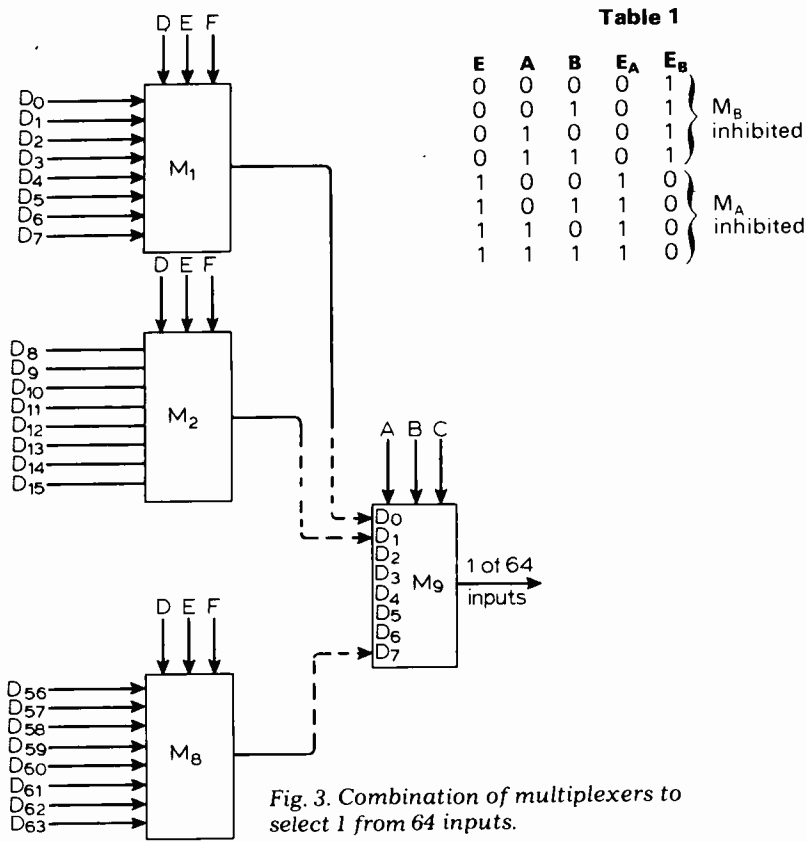 Table 1
E A B E_A E_B
0 0 0 0 1
0 0 1 0 1
0 1 0 0 1
0 1 1 0 1
M_B
inhibited
1 0 0 1 0
1 0 1 1 0
1 1 0 1 0
1 1 1 1 0
M_A
inhibited
D E F
D0
D1
D2
D3
D4
D5
D6
D7
M1
D E F
D8
D9
D10
D11
D12
D13
D14
D15
M2
A B C
D0
D1
D2
D3
D4
D5
D6
D7
M9
1 of 64
inputs
D E F
D56
D57
D58
D59
D60
D61
D62
D63
M8
Fig. 3. Combination of multiplexers to
select 1 from 64 inputs.